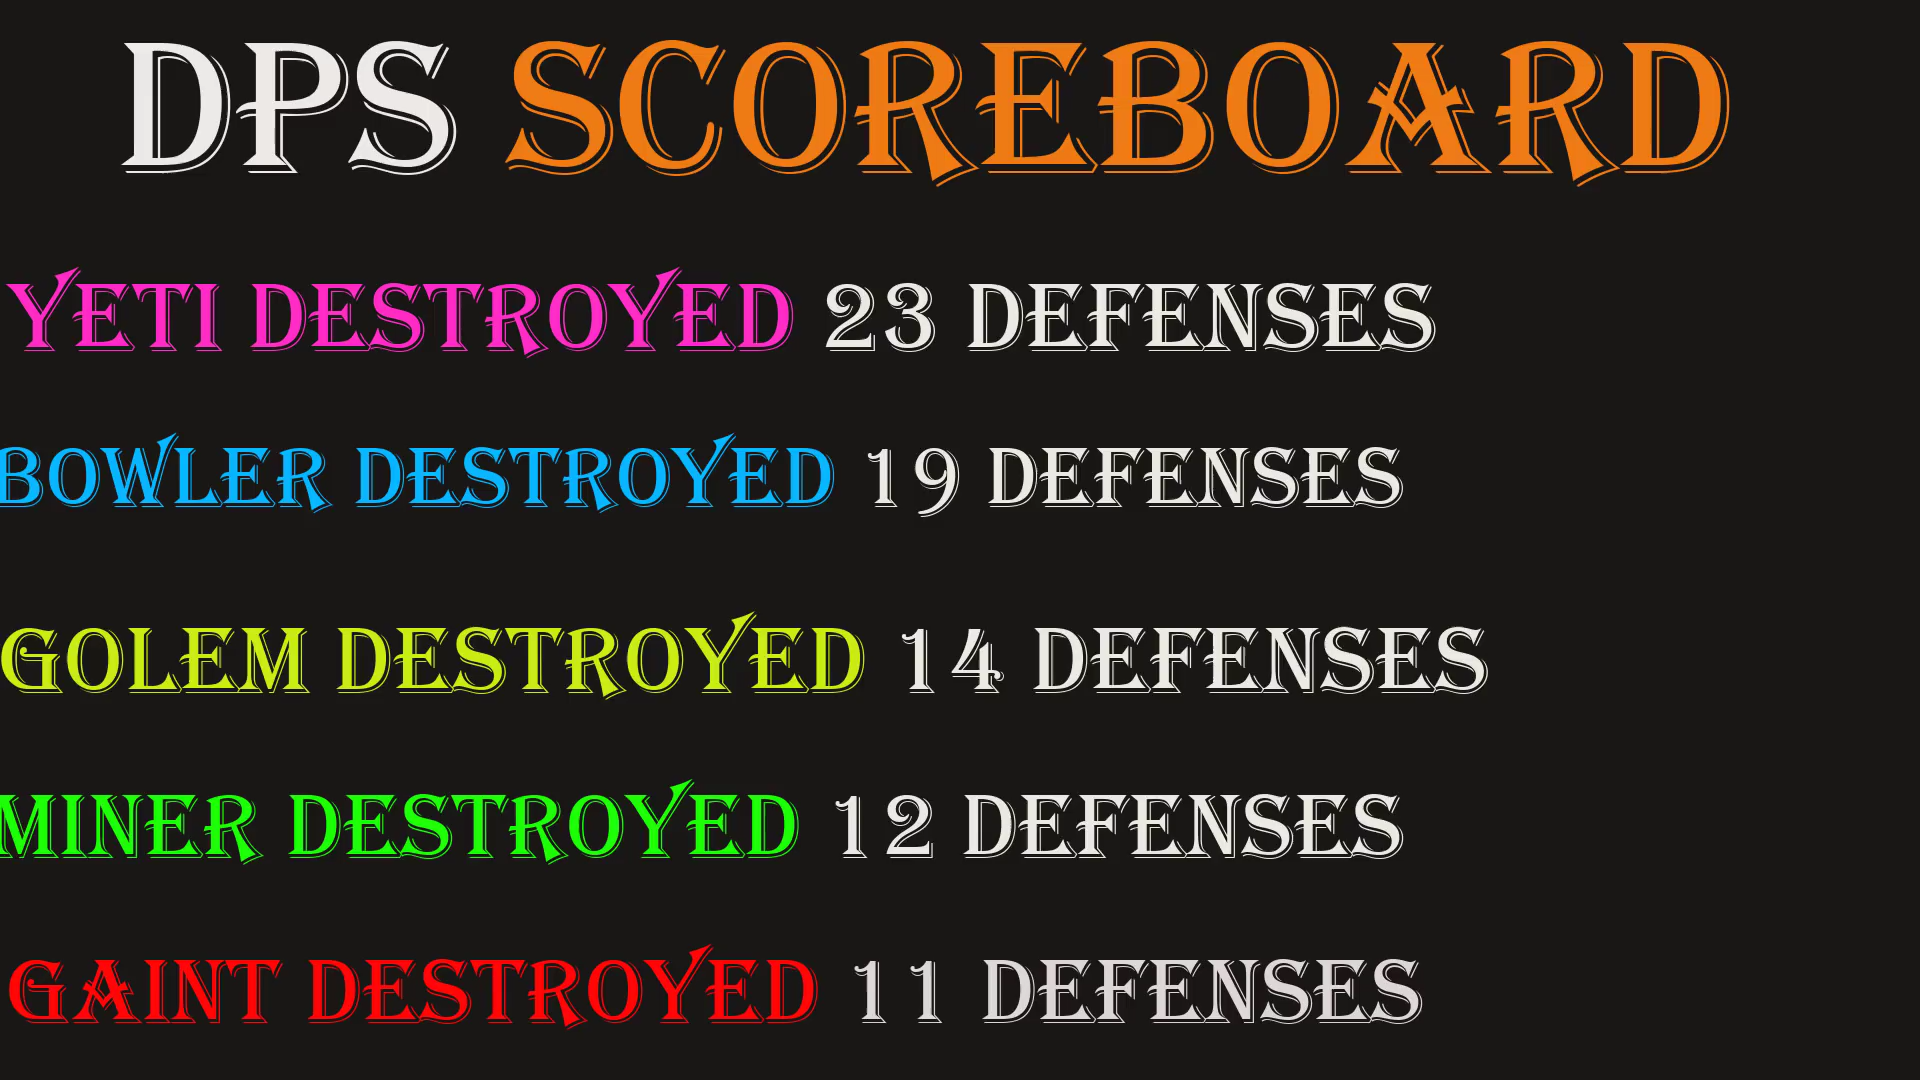 DPS SCOREBOARD
YETI DESTROYED 23 DEFENSES
BOWLER DESTROYED 19 DEFENSES
GOLEM DESTROYED 14 DEFENSES
MINER DESTROYED 12 DEFENSES
GAINT DESTROYED 11 DEFENSES